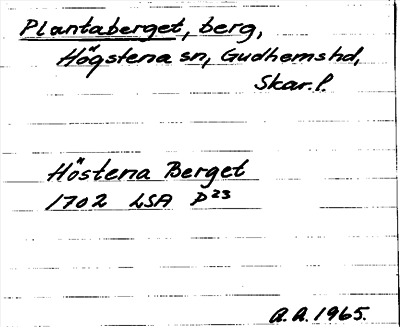 Plantaberget, berg,
Högstena sn, Gudhemshd,
Skar.l.
Höstena Berget
1702 LSA P23
A.A. 1965.